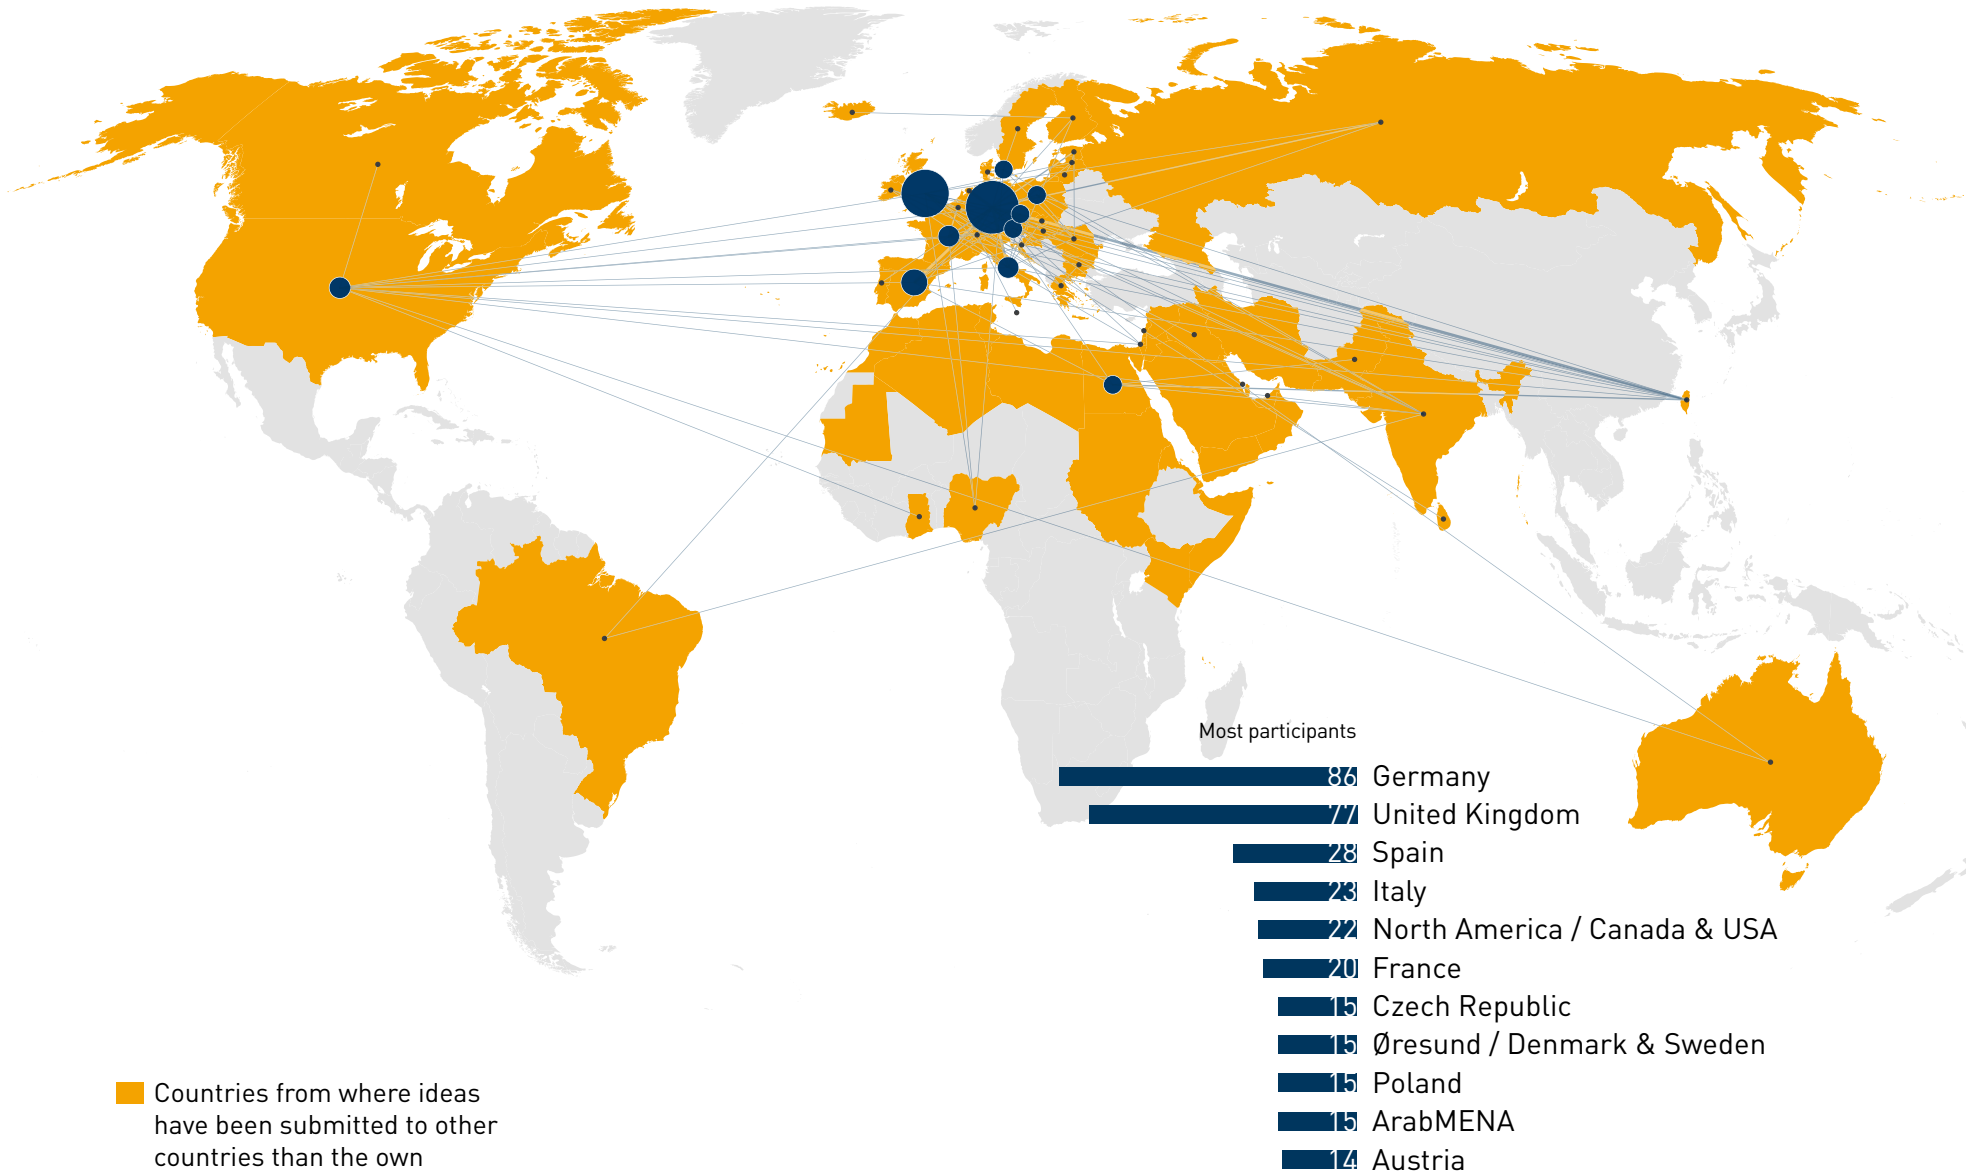 Most participants
86 Germany
77 United Kingdom
28 Spain
23 Italy
22 North America / Canada & USA
20 France
15 Czech Republic
15 Øresund / Denmark & Sweden
15 Poland
15 ArabMENA
14 Austria
Countries from where ideas
have been submitted to other
countries than the own